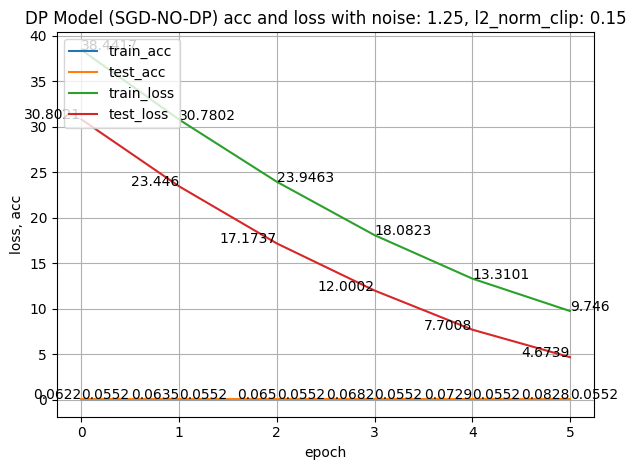 DP Model (SGD-NO-DP) acc and loss with noise: 1.25, l2_norm_clip: 0.15
40
35
30
25
20
15
10
5
0
loss, acc
train_acc
test_acc
train_loss
test_loss
38.4417
30.7802
23.9463
18.0823
13.3101
9.746
30.8021
23.446
17.1737
12.0002
7.7008
4.6739
0.0622 0.0552 0.0635 0.0552 0.065 0.0552 0.0682 0.0552 0.0729 0.0552 0.0828 0.0552
0 1 2 3 4 5
epoch